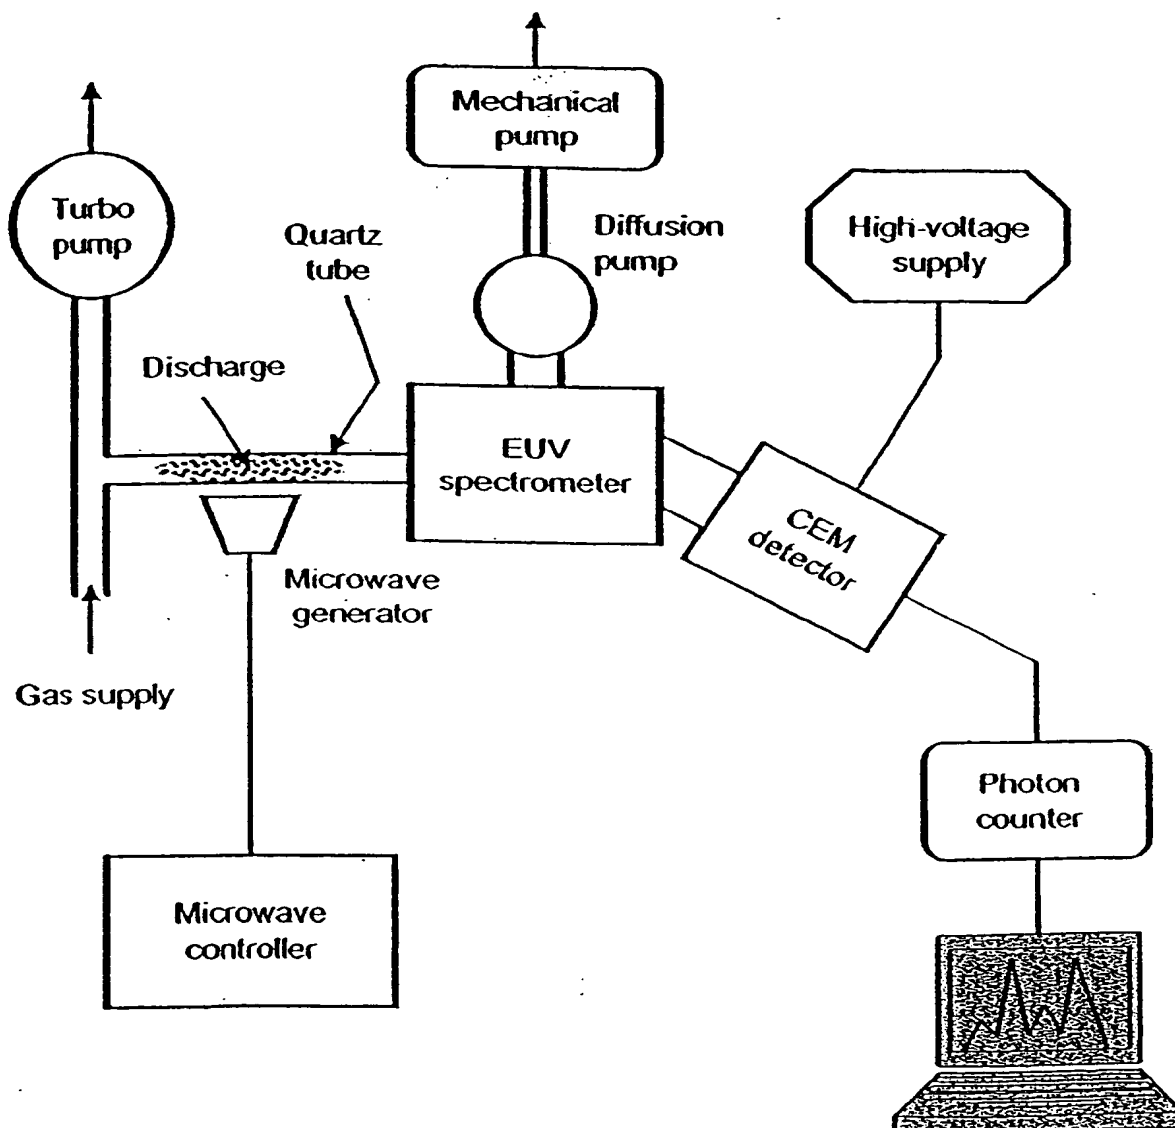 Mechanical
pump
Turbo
pump
Quartz
tube
Diffusion
pump
High-voltage
supply
Discharge
EUV
spectrometer
CEM
detector
Microwave
generator
Gas supply
Photon
counter
Microwave
controller